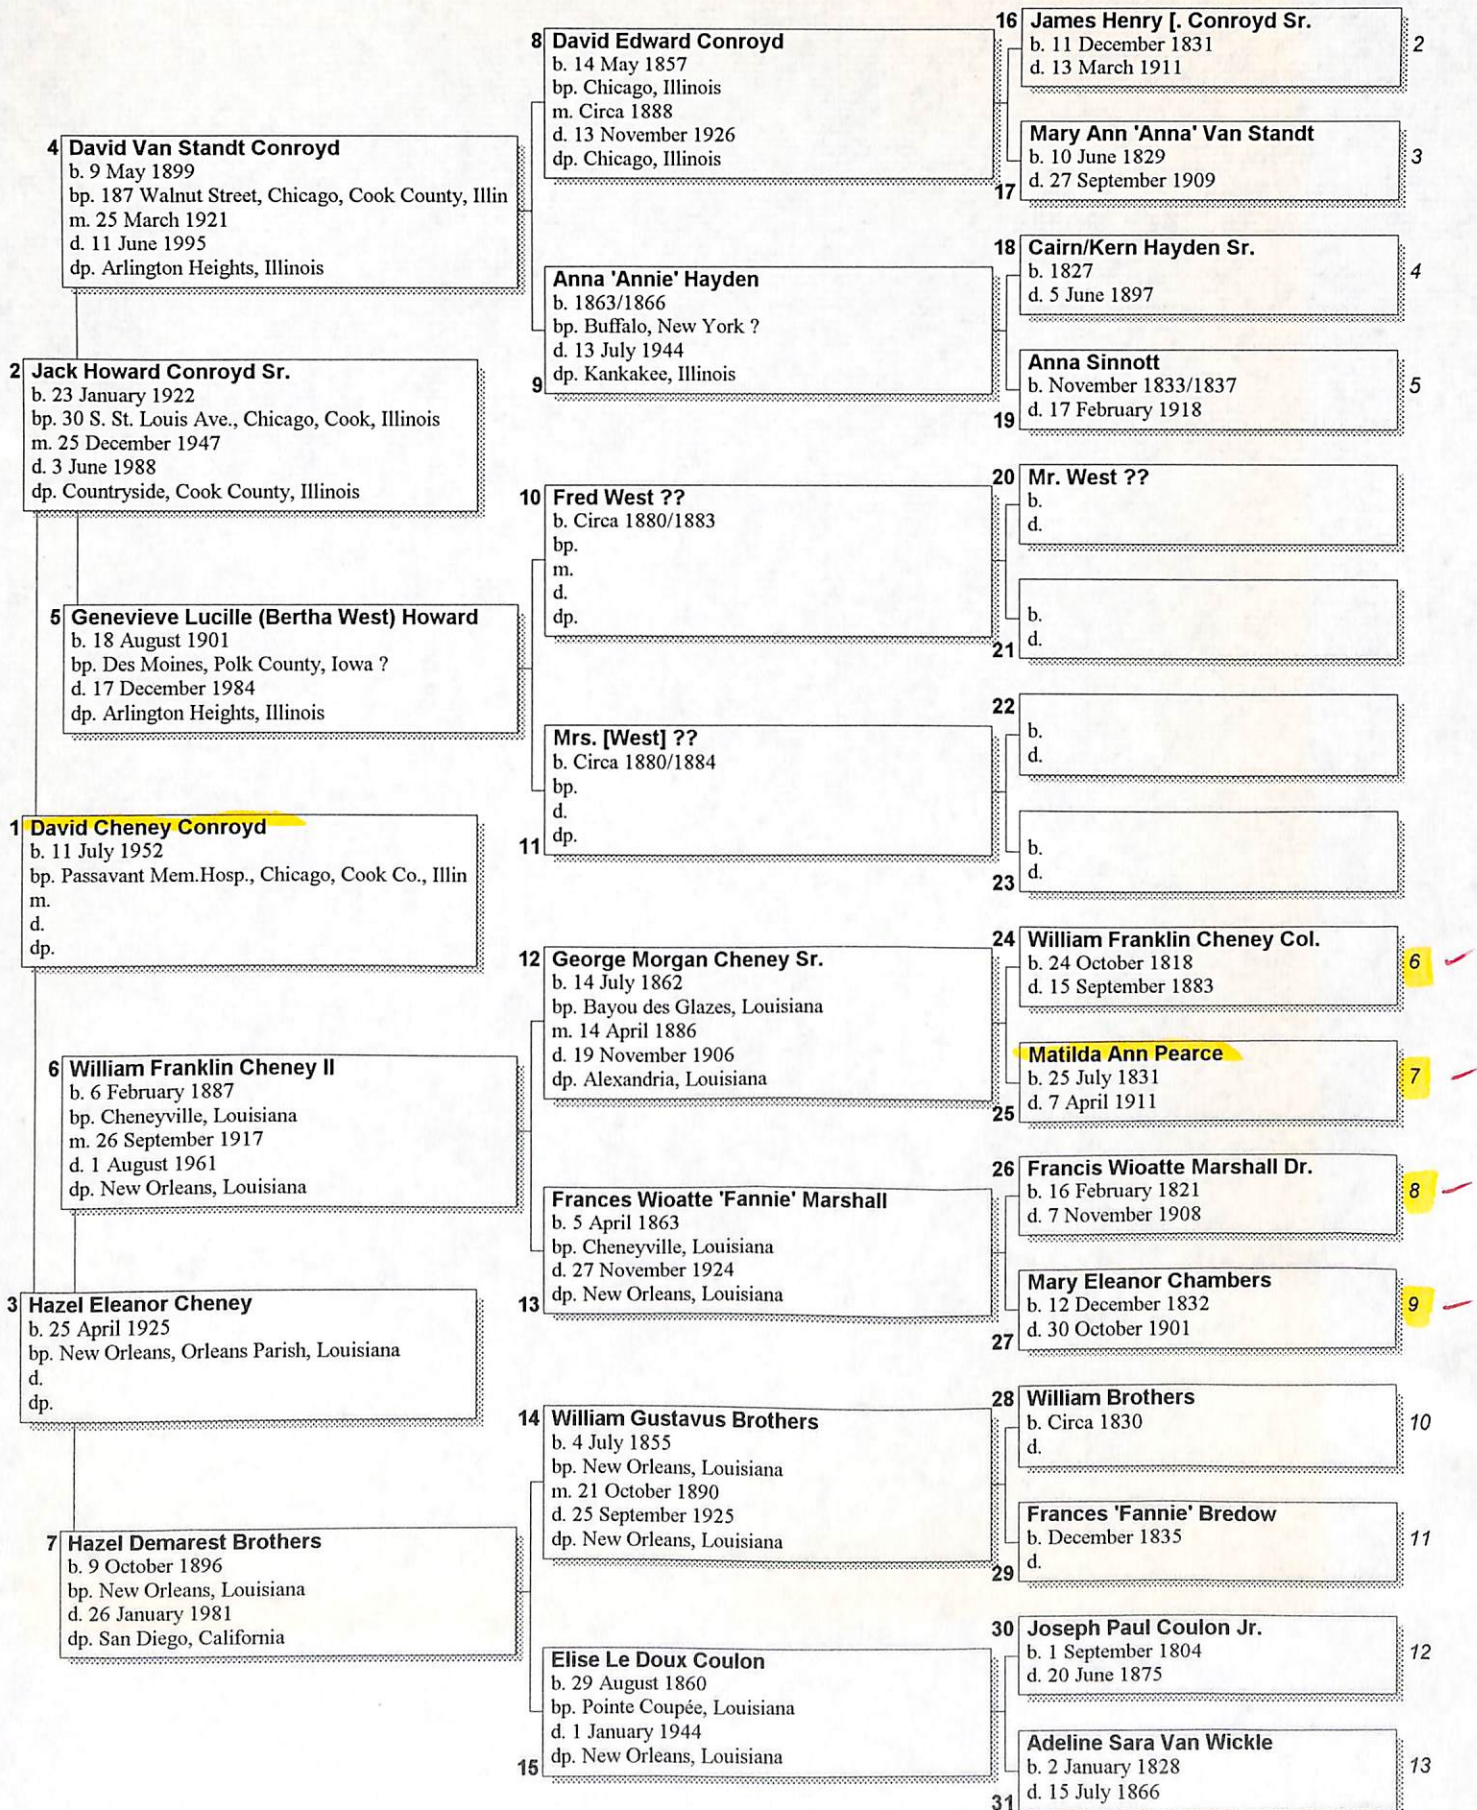 16 James Henry [. Conroyd Sr.
b. 11 December 1831
d. 13 March 1911
2
8 David Edward Conroyd
b. 14 May 1857
bp. Chicago, Illinois
m. Circa 1888
d. 13 November 1926
dp. Chicago, Illinois
Mary Ann 'Anna' Van Standt
b. 10 June 1829
d. 27 September 1909
17
3
4 David Van Standt Conroyd
b. 9 May 1899
bp. 187 Walnut Street, Chicago, Cook County, Illin
m. 25 March 1921
d. 11 June 1995
dp. Arlington Heights, Illinois
18 Cairn/Kern Hayden Sr.
b. 1827
d. 5 June 1897
4
Anna 'Annie' Hayden
b. 1863/1866
bp. Buffalo, New York ?
d. 13 July 1944
dp. Kankakee, Illinois
9
Anna Sinnott
b. November 1833/1837
d. 17 February 1918
19
5
2 Jack Howard Conroyd Sr.
b. 23 January 1922
bp. 30 S. St. Louis Ave., Chicago, Cook, Illinois
m. 25 December 1947
d. 3 June 1988
dp. Countryside, Cook County, Illinois
20 Mr. West ??
b.
d.
10 Fred West ??
b. Circa 1880/1883
bp.
m.
d.
dp.
b.
d.
21
5 Genevieve Lucille (Bertha West) Howard
b. 18 August 1901
bp. Des Moines, Polk County, Iowa ?
d. 17 December 1984
dp. Arlington Heights, Illinois
22
b.
d.
Mrs. [West] ??
b. Circa 1880/1884
bp.
d.
dp.
11
b.
d.
23
1 David Cheney Conroyd
b. 11 July 1952
bp. Passavant Mem.Hosp., Chicago, Cook Co., Illin
m.
d.
dp.
24 William Franklin Cheney Col.
b. 24 October 1818
d. 15 September 1883
6
12 George Morgan Cheney Sr.
b. 14 July 1862
bp. Bayou des Glazes, Louisiana
m. 14 April 1886
d. 19 November 1906
dp. Alexandria, Louisiana
Matilda Ann Pearce
b. 25 July 1831
d. 7 April 1911
25
7
6 William Franklin Cheney II
b. 6 February 1887
bp. Cheneyville, Louisiana
m. 26 September 1917
d. 1 August 1961
dp. New Orleans, Louisiana
26 Francis Wioatte Marshall Dr.
b. 16 February 1821
d. 7 November 1908
8
Frances Wioatte 'Fannie' Marshall
b. 5 April 1863
bp. Cheneyville, Louisiana
d. 27 November 1924
dp. New Orleans, Louisiana
13
Mary Eleanor Chambers
b. 12 December 1832
d. 30 October 1901
27
9
3 Hazel Eleanor Cheney
b. 25 April 1925
bp. New Orleans, Orleans Parish, Louisiana
d.
dp.
28 William Brothers
b. Circa 1830
d.
10
14 William Gustavus Brothers
b. 4 July 1855
bp. New Orleans, Louisiana
m. 21 October 1890
d. 25 September 1925
dp. New Orleans, Louisiana
Frances 'Fannie' Bredow
b. December 1835
d.
29
11
7 Hazel Demarest Brothers
b. 9 October 1896
bp. New Orleans, Louisiana
d. 26 January 1981
dp. San Diego, California
30 Joseph Paul Coulon Jr.
b. 1 September 1804
d. 20 June 1875
12
Elise Le Doux Coulon
b. 29 August 1860
bp. Pointe Coupée, Louisiana
d. 1 January 1944
dp. New Orleans, Louisiana
15
Adeline Sara Van Wickle
b. 2 January 1828
d. 15 July 1866
31
13